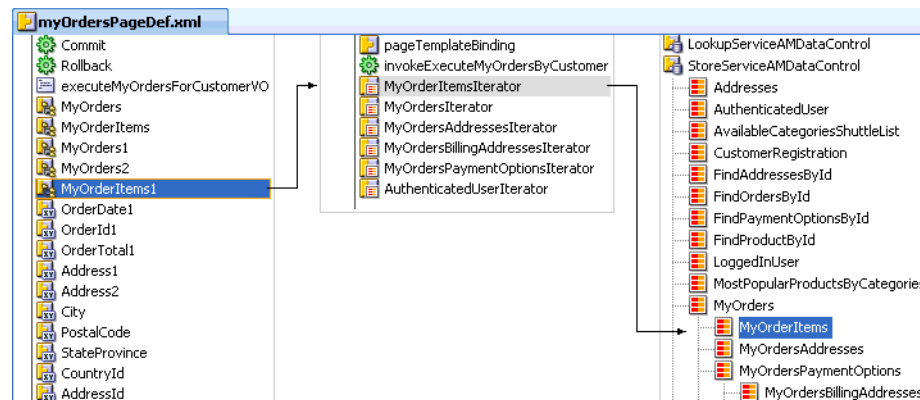 myOrdersPageDef.xml
Commit
Rollback
executeMyOrdersForCustomerVO
MyOrders
MyOrderItems
MyOrders1
MyOrders2
MyOrderItems1
OrderDate1
OrderId1
OrderTotal1
Address1
Address2
City
PostalCode
StateProvince
CountryId
AddressId
pageTemplateBinding
invokeExecuteMyOrdersByCustomer
MyOrderItemsIterator
MyOrdersIterator
MyOrdersAddressesIterator
MyOrdersBillingAddressesIterator
MyOrdersPaymentOptionsIterator
AuthenticatedUserIterator
LookupServiceAMDataControl
StoreServiceAMDataControl
Addresses
AuthenticatedUser
AvailableCategoriesShuttleList
CustomerRegistration
FindAddressesById
FindOrdersById
FindPaymentOptionsById
FindProductById
LoggedInUser
MostPopularProductsByCategories
MyOrders
MyOrderItems
MyOrdersAddresses
MyOrdersPaymentOptions
MyOrdersBillingAddresses